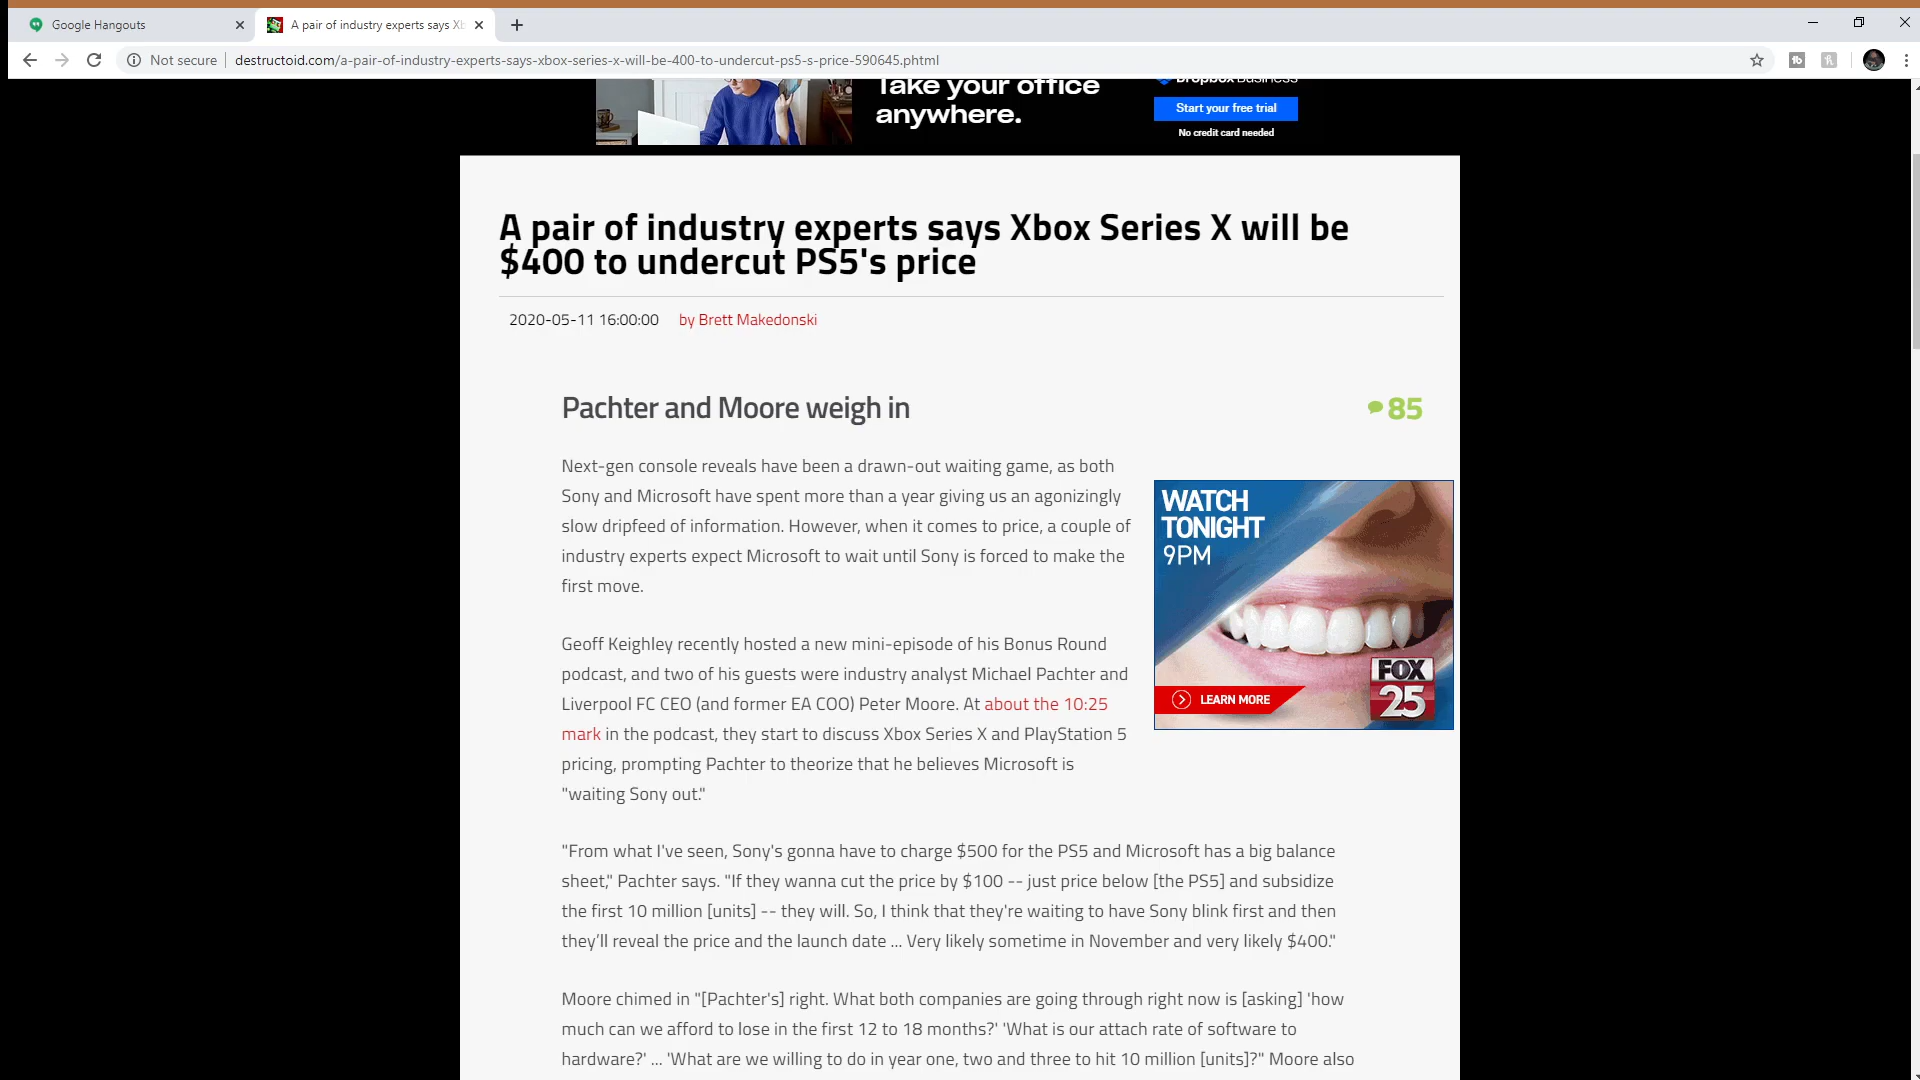 Google Hangouts
A pair of industry experts says Xb
Not secure
destructoid.com/a-pair-of-industry-experts-says-xbox-series-x-will-be-400-to-undercut-ps5-s-price-590645.phtml
Take your office
anywhere.
Dropbox Business
Start your free trial
No credit card needed
A pair of industry experts says Xbox Series X will be
$400 to undercut PS5's price
2020-05-11 16:00:00 by Brett Makedonski
Pachter and Moore weigh in
85
Next-gen console reveals have been a drawn-out waiting game, as both
Sony and Microsoft have spent more than a year giving us an agonizingly
slow dripfeed of information. However, when it comes to price, a couple of
industry experts expect Microsoft to wait until Sony is forced to make the
first move.
WATCH
TONIGHT
9PM
LEARN MORE
FOX
25
Geoff Keighley recently hosted a new mini-episode of his Bonus Round
podcast, and two of his guests were industry analyst Michael Pachter and
Liverpool FC CEO (and former EA COO) Peter Moore. At about the 10:25
mark in the podcast, they start to discuss Xbox Series X and PlayStation 5
pricing, prompting Pachter to theorize that he believes Microsoft is
"waiting Sony out."
"From what I've seen, Sony's gonna have to charge $500 for the PS5 and Microsoft has a big balance
sheet," Pachter says. "If they wanna cut the price by $100 -- just price below [the PS5] and subsidize
the first 10 million [units] -- they will. So, I think that they're waiting to have Sony blink first and then
they'll reveal the price and the launch date ... Very likely sometime in November and very likely $400."
Moore chimed in "[Pachter's] right. What both companies are going through right now is [asking] 'how
much can we afford to lose in the first 12 to 18 months?' 'What is our attach rate of software to
hardware?' ... 'What are we willing to do in year one, two and three to hit 10 million [units]?" Moore also